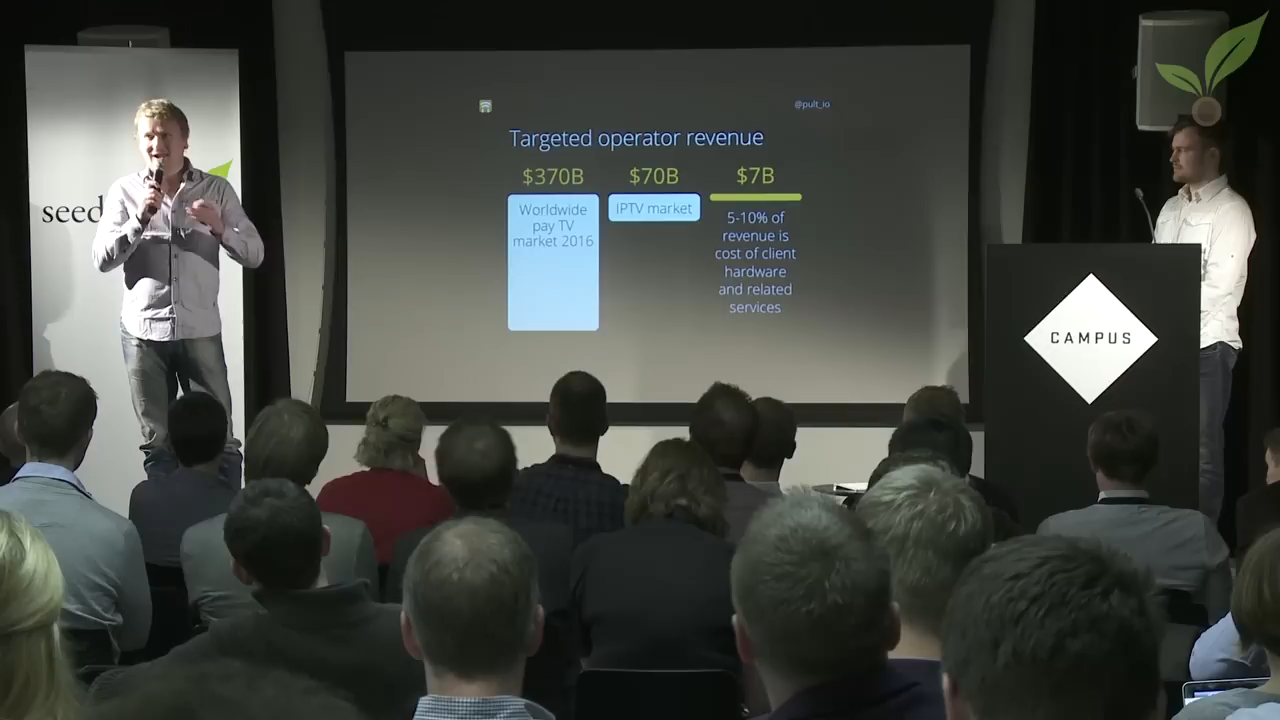 @pult_io
Targeted operator revenue
$370B
$70B
$7B
Worldwide
pay TV
market 2016
IPTV market
5-10% of
revenue is
cost of client
hardware
and related
services
seed
CAMPUS